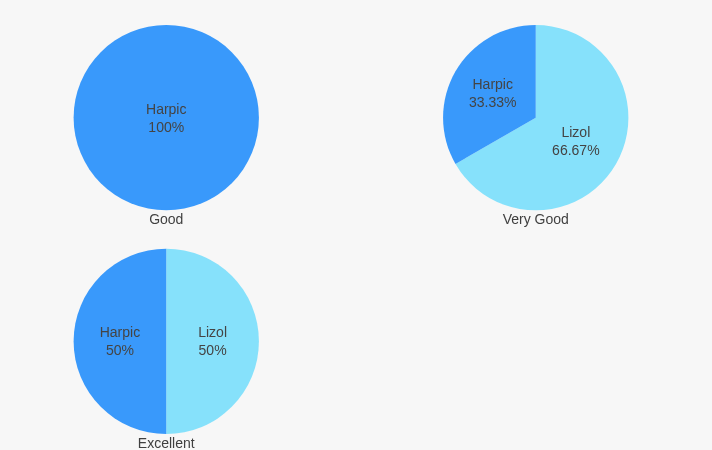 Harpic
100%
Good
Harpic
33.33%
Lizol
66.67%
Very Good
Harpic
50%
Lizol
50%
Excellent